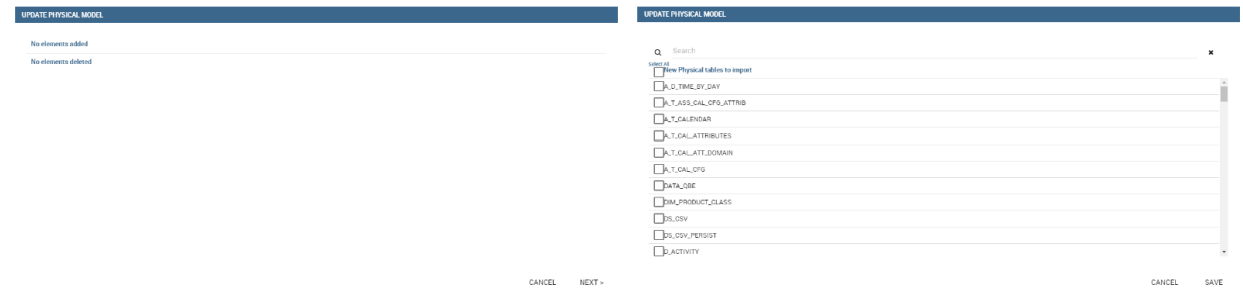 UPDATE PHYSICAL MODEL
No elements added
No elements deleted
CANCEL NEXT >
UPDATE PHYSICAL MODEL
Search
Select All
New Physical tables to import
A_D_TIME_BY_DAY
A_T_ASS_CAL_CFG_ATTRIB
A_T_CALENDAR
A_T_CAL_ATTRIBUTES
A_T_CAL_ATT_DOMAIN
A_T_CAL_CFG
DATA_QBE
DIM_PRODUCT_CLASS
DS_CSV
DS_CSV_PERSIST
D_ACTIVITY
CANCEL SAVE